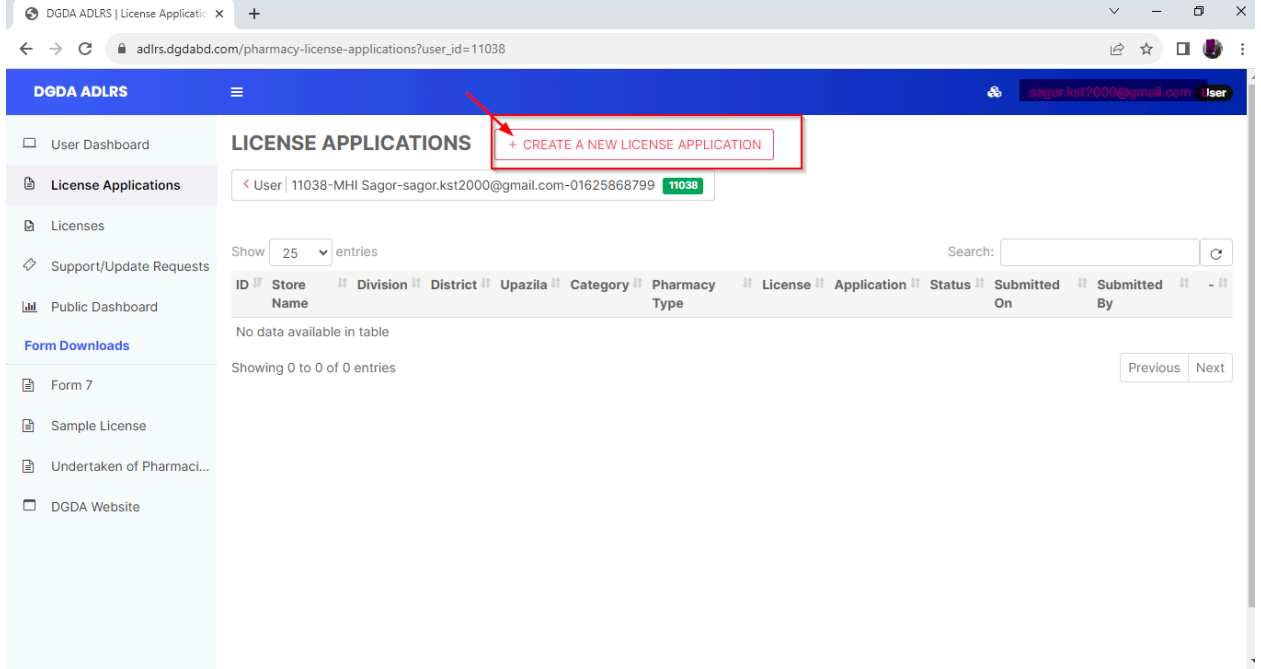 DGDA ADLRS | License Applicatio
adlrs.dgdabd.com/pharmacy-license-applications?user_id=11038
DGDA ADLRS
sagor.kst2000@gmail.com User
User Dashboard
License Applications
Licenses
Support/Update Requests
Public Dashboard
Form Downloads
Form 7
Sample License
Undertaken of Pharmaci...
DGDA Website
LICENSE APPLICATIONS + CREATE A NEW LICENSE APPLICATION
< User 11038-MHI Sagor-sagor.kst2000@gmail.com-01625868799 11038
Show 25 entries Search:
ID Store Name Division District Upazila Category Pharmacy Type License Application Status Submitted On Submitted By -
No data available in table
Showing 0 to 0 of 0 entries Previous Next